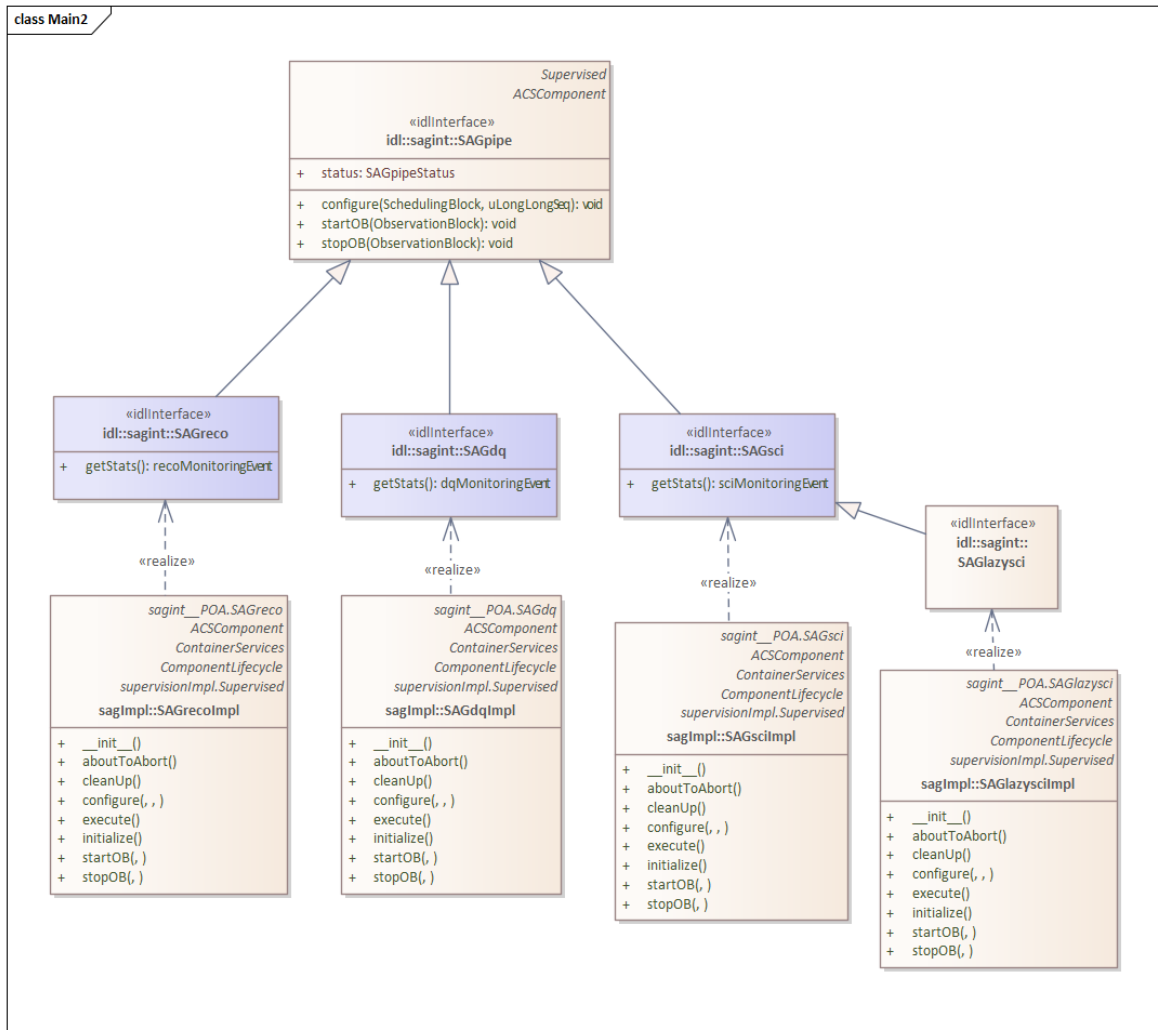 class Main2
Supervised
ACSComponent
«idlInterface»
idl::sagint::SAGpipe
+ status: SAGpipeStatus
+ configure(SchedulingBlock, uLongLongSeq): void
+ startOB(ObservationBlock): void
+ stopOB(ObservationBlock): void
«idlInterface»
idl::sagint::SAGreco
+ getStats(): recoMonitoringEvent
«idlInterface»
idl::sagint::SAGdq
+ getStats(): dqMonitoringEvent
«idlInterface»
idl::sagint::SAGsci
+ getStats(): sciMonitoringEvent
«idlInterface»
idl::sagint::
SAGlazysci
«realize»
«realize»
«realize»
«realize»
sagint__POA.SAGreco
ACSComponent
ContainerServices
ComponentLifecycle
supervisionImpl.Supervised
sagImpl::SAGrecoImpl
+ __init__()
+ aboutToAbort()
+ cleanUp()
+ configure(, , )
+ execute()
+ initialize()
+ startOB(, )
+ stopOB(, )
sagint__POA.SAGdq
ACSComponent
ContainerServices
ComponentLifecycle
supervisionImpl.Supervised
sagImpl::SAGdqImpl
+ __init__()
+ aboutToAbort()
+ cleanUp()
+ configure(, , )
+ execute()
+ initialize()
+ startOB(, )
+ stopOB(, )
sagint__POA.SAGsci
ACSComponent
ContainerServices
ComponentLifecycle
supervisionImpl.Supervised
sagImpl::SAGsciImpl
+ __init__()
+ aboutToAbort()
+ cleanUp()
+ configure(, , )
+ execute()
+ initialize()
+ startOB(, )
+ stopOB(, )
sagint__POA.SAGlazysci
ACSComponent
ContainerServices
ComponentLifecycle
supervisionImpl.Supervised
sagImpl::SAGlazysciImpl
+ __init__()
+ aboutToAbort()
+ cleanUp()
+ configure(, , )
+ execute()
+ initialize()
+ startOB(, )
+ stopOB(, )